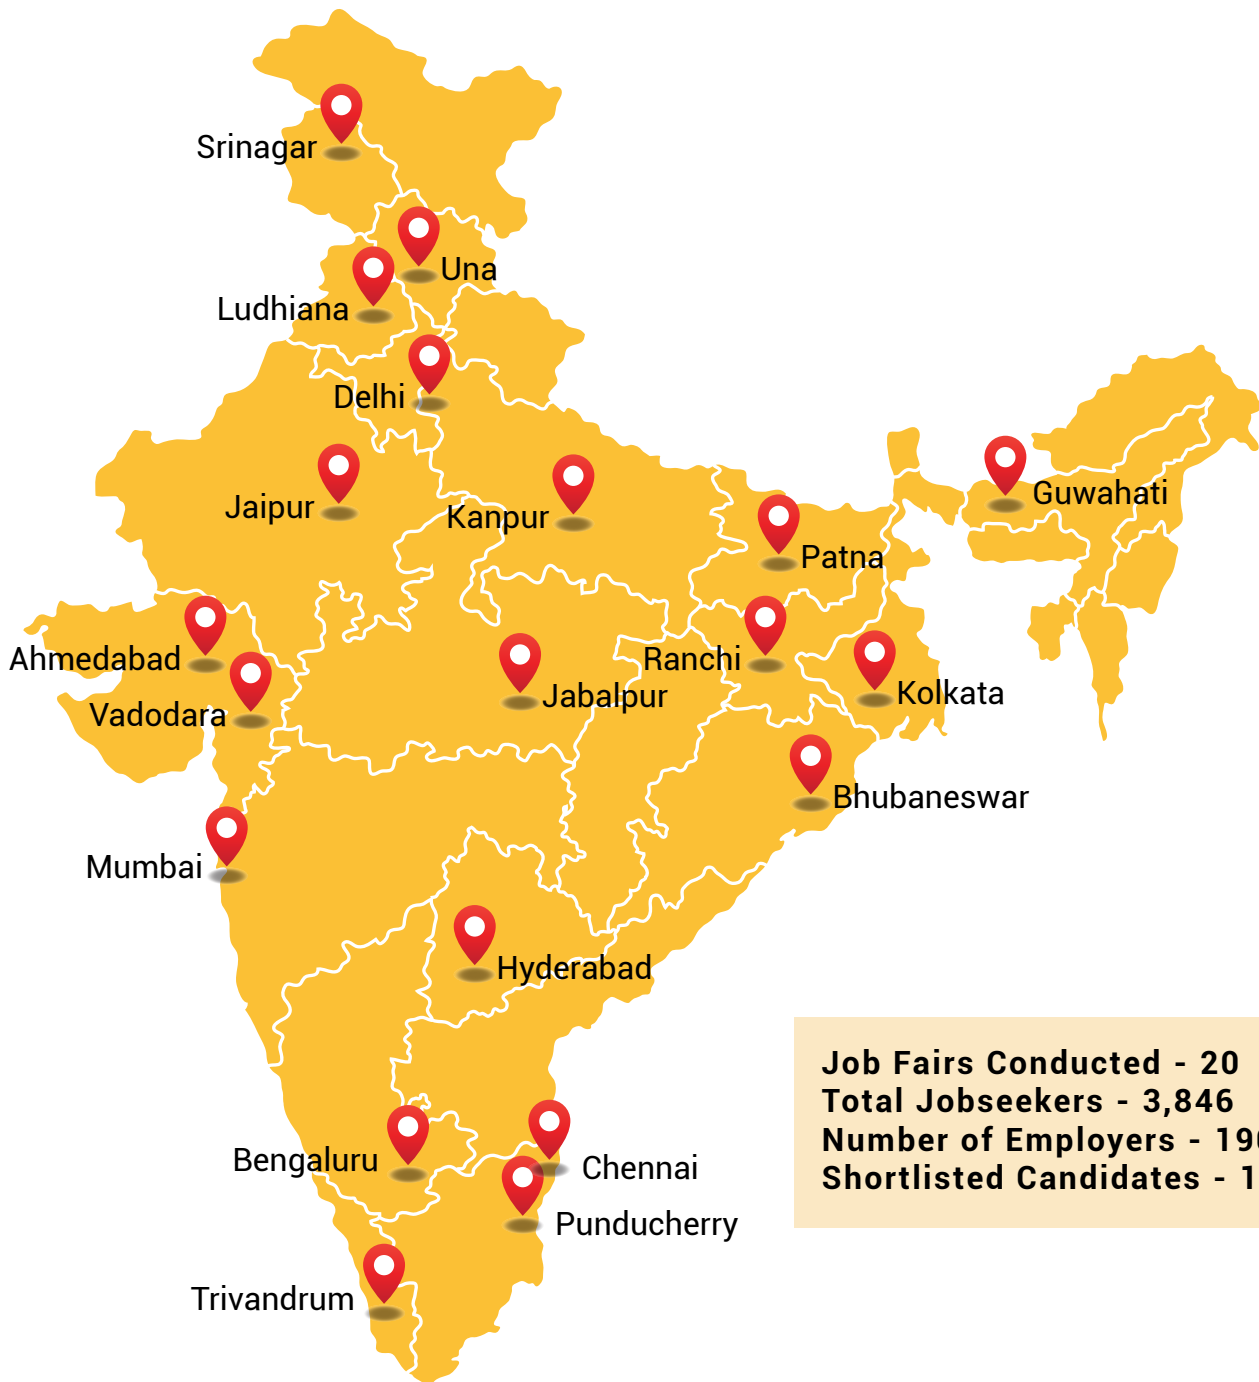 Srinagar
Una
Ludhiana
Delhi
Jaipur
Kanpur
Guwahati
Patna
Ahmedabad
Ranchi
Vadodara
Jabalpur
Kolkata
Bhubaneswar
Mumbai
Hyderabad
Job Fairs Conducted - 20
Total Jobseekers - 3,846
Number of Employers -
Shortlisted Candidates -
Bengaluru
Chennai
Punducherry
Trivandrum